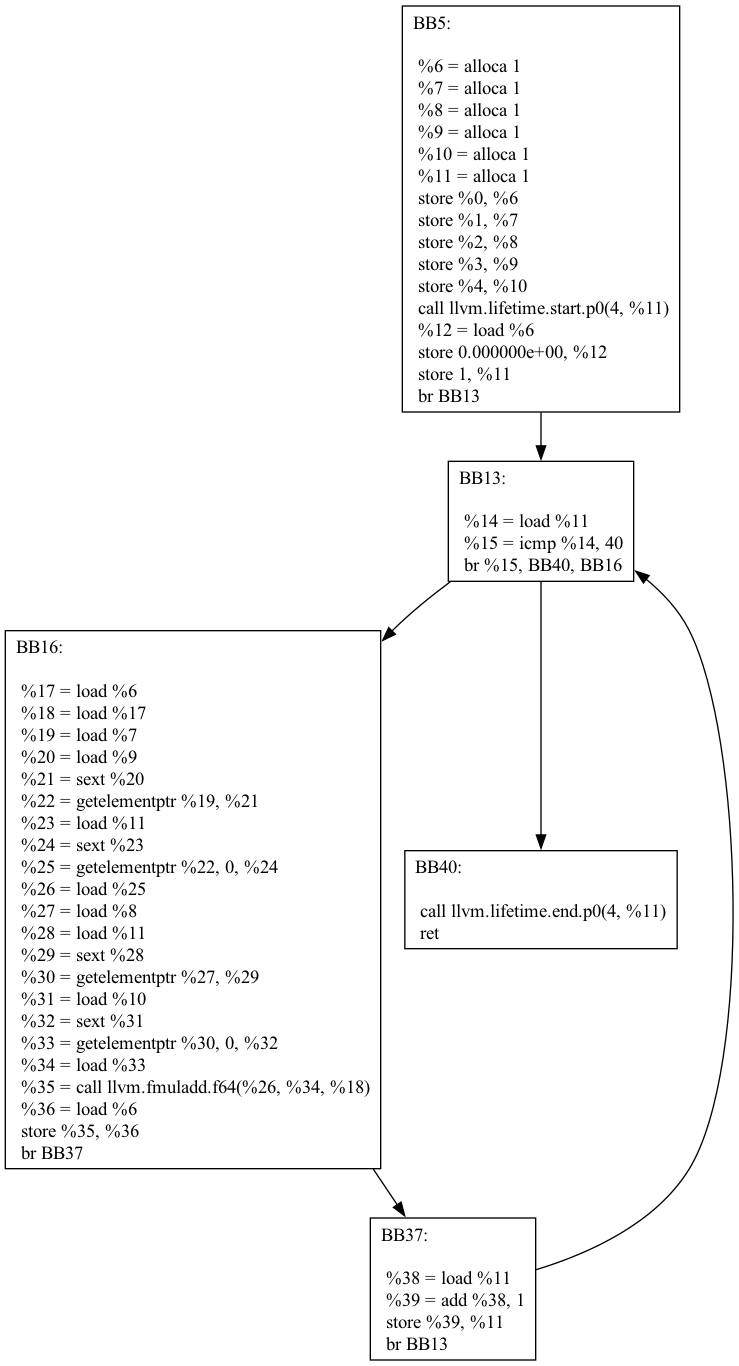 BB5:
%6 = alloca 1
%7 = alloca 1
%8 = alloca 1
%9 = alloca 1
%10 = alloca 1
%11 = alloca 1
store %0, %6
store %1, %7
store %2, %8
store %3, %9
store %4, %10
call llvm.lifetime.start.p0(4, %11)
%12 = load %6
store 0.000000e+00, %12
store 1, %11
br BB13
BB13:
%14 = load %11
%15 = icmp %14, 40
br %15, BB40, BB16
BB16:
%17 = load %6
%18 = load %17
%19 = load %7
%20 = load %9
%21 = sext %20
%22 = getelementptr %19, %21
%23 = load %11
%24 = sext %23
%25 = getelementptr %22, 0, %24
%26 = load %25
%27 = load %8
%28 = load %11
%29 = sext %28
%30 = getelementptr %27, %29
%31 = load %10
%32 = sext %31
%33 = getelementptr %30, 0, %32
%34 = load %33
%35 = call llvm.fmuladd.f64(%26, %34, %18)
%36 = load %6
store %35, %36
br BB37
BB40:
call llvm.lifetime.end.p0(4, %11)
ret
BB37:
%38 = load %11
%39 = add %38, 1
store %39, %11
br BB13